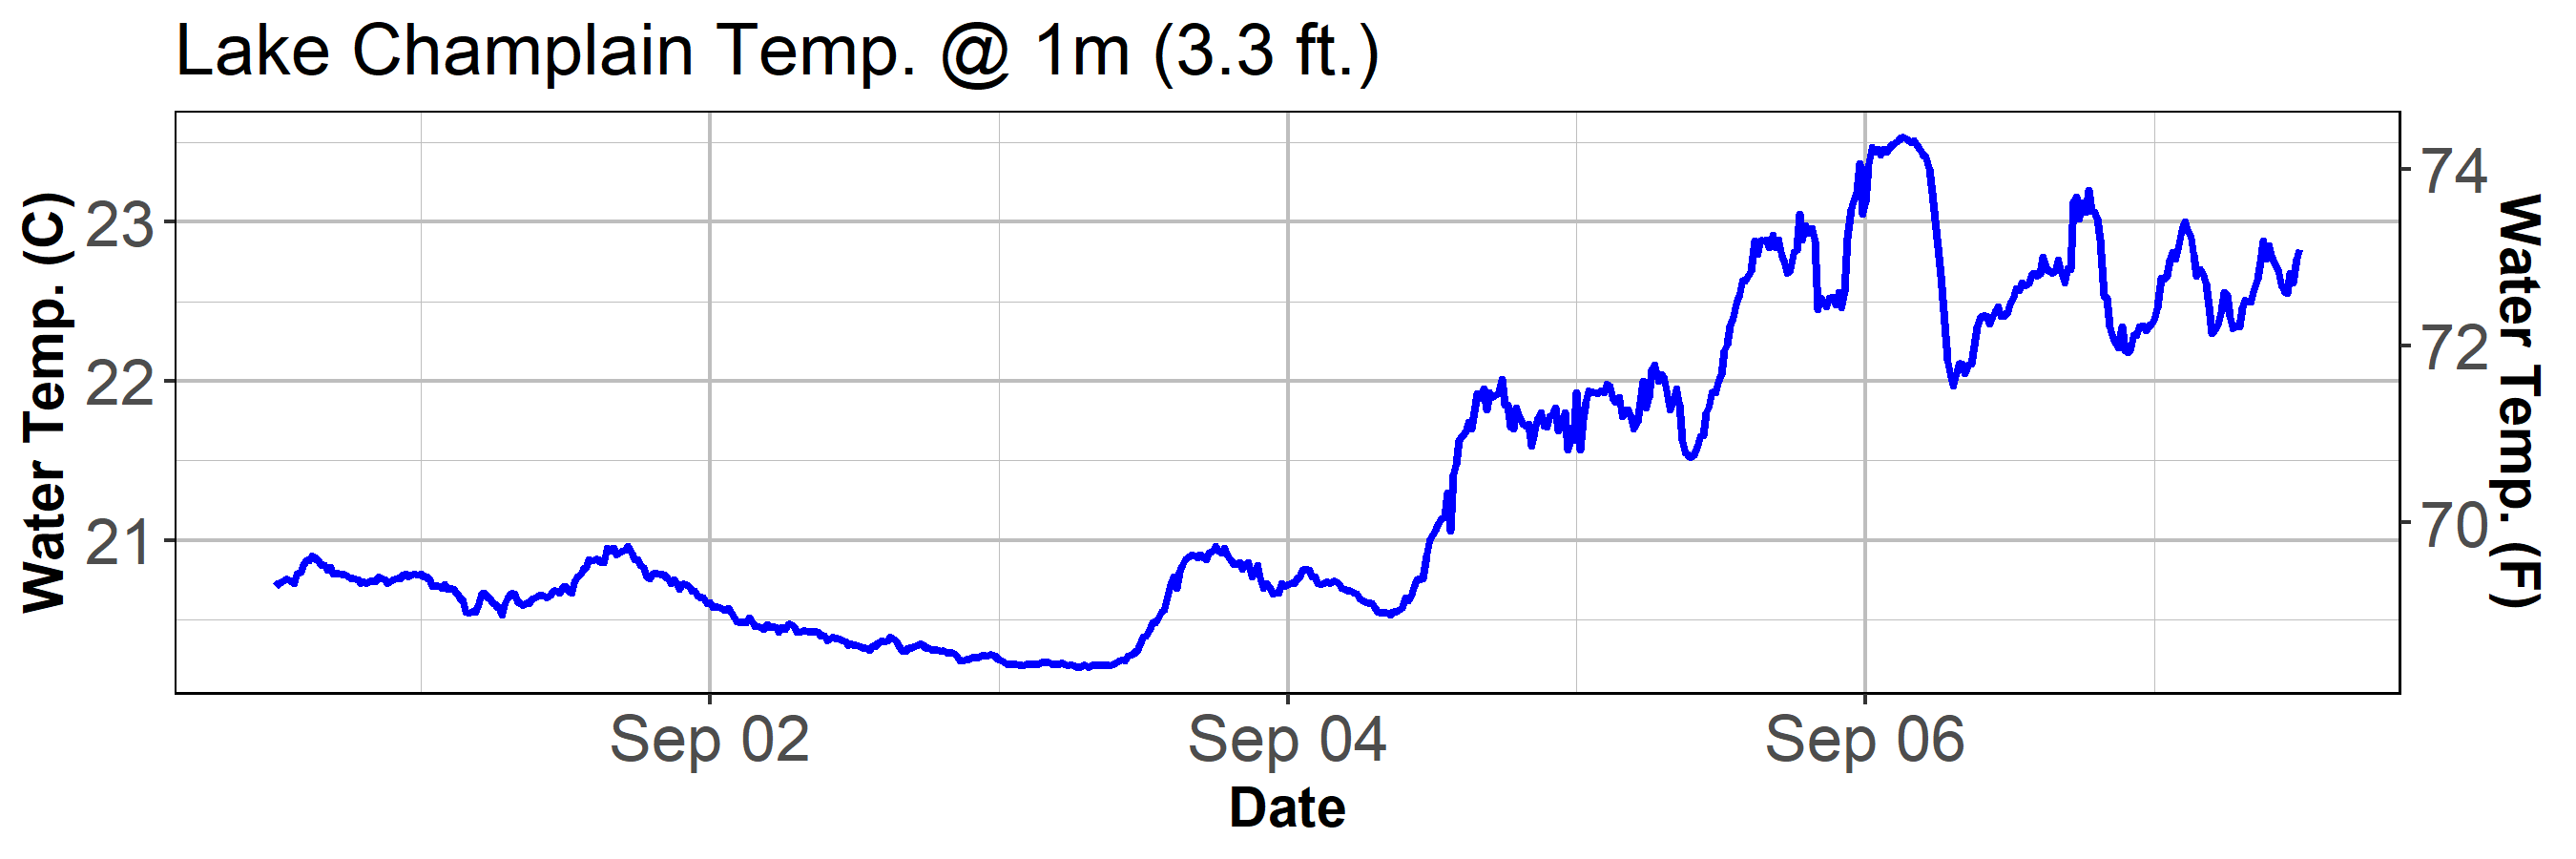 Lake Champlain Temp. @ 1m (3.3 ft.)
Water Temp. (C)
23
22
21
74
72
70
Water Temp. (F)
Sep 02
Sep 04
Sep 06
Date